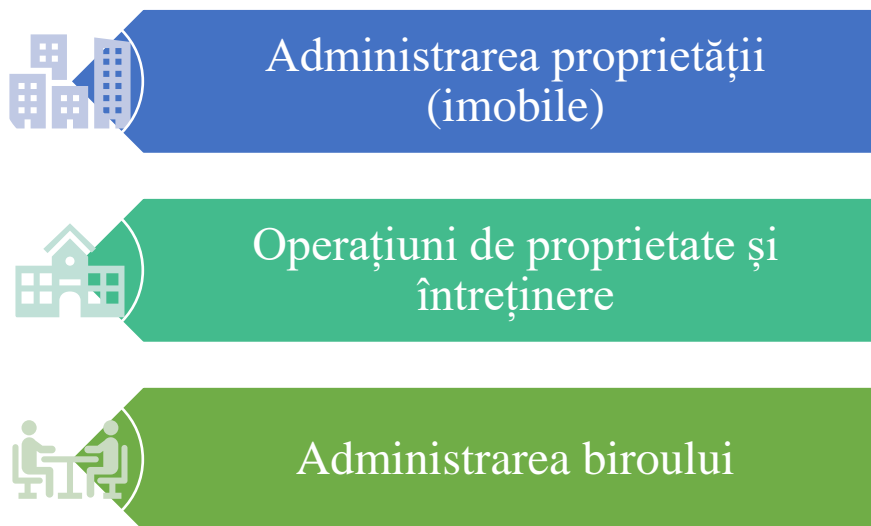 Administrarea proprietății
(imobile)
Operațiuni de proprietate și
întreținere
Administrarea biroului